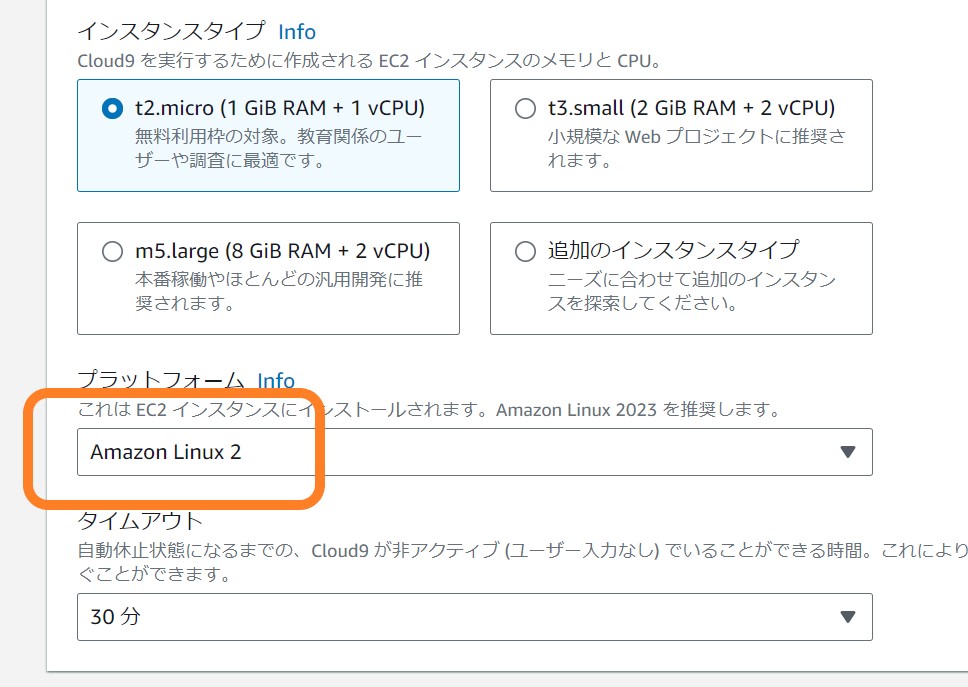 インスタンスタイプ Info
Cloud9 を実行するために作成される EC2 インスタンスのメモリと CPU。
t2.micro (1 GiB RAM + 1 vCPU)
無料利用枠の対象。教育関係のユー
ザーや調査に最適です。
t3.small (2 GiB RAM + 2 vCPU)
小規模な Web プロジェクトに推奨さ
れます。
m5.large (8 GiB RAM + 2 vCPU)
本番稼働やほとんどの汎用開発に推
奨されます。
追加のインスタンスタイプ
ニーズに合わせて追加のインスタン
スを探索してください。
プラットフォーム Info
これは EC2 インスタンスにインストールされます。Amazon Linux 2023 を推奨します。
Amazon Linux 2
タイムアウト
自動休止状態になるまでの、Cloud9 が非アクティブ (ユーザー入力なし) でいることができる時間。これにより
ぐことができます。
30 分